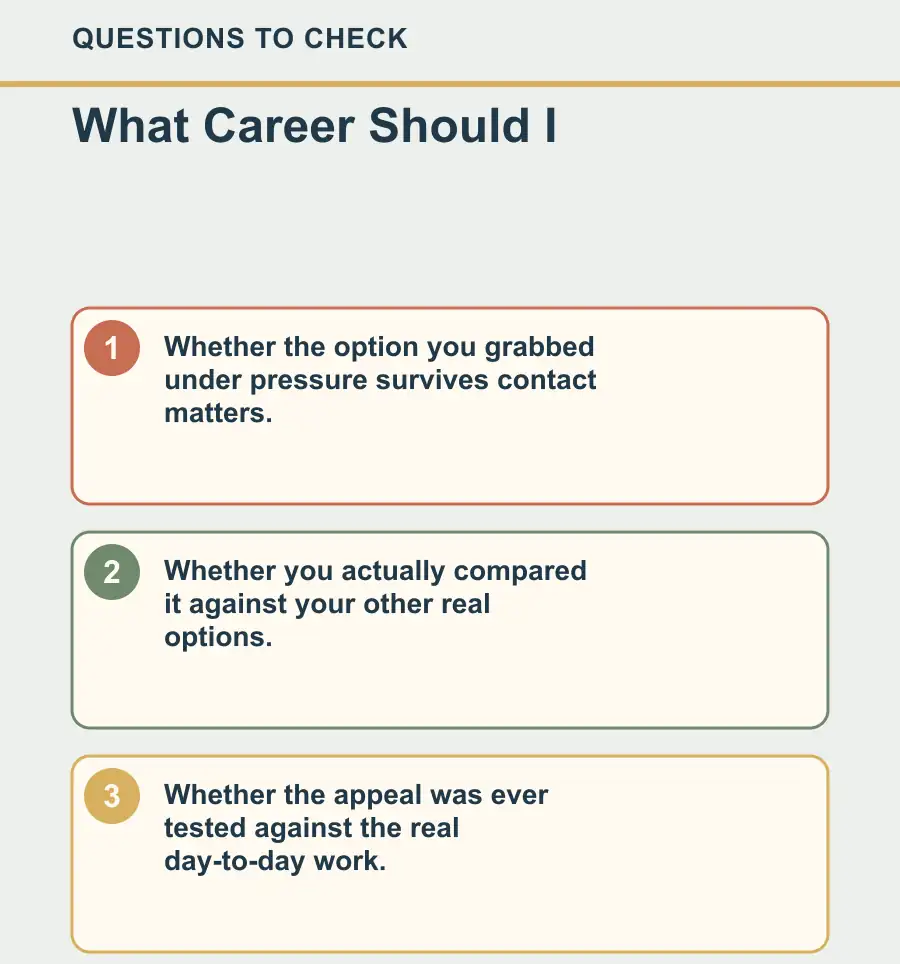 QUESTIONS TO CHECK
What Career Should I
1
Whether the option you grabbed
under pressure survives contact
matters.
2
Whether you actually compared
it against your other real
options.
3
Whether the appeal was ever
tested against the real
day-to-day work.